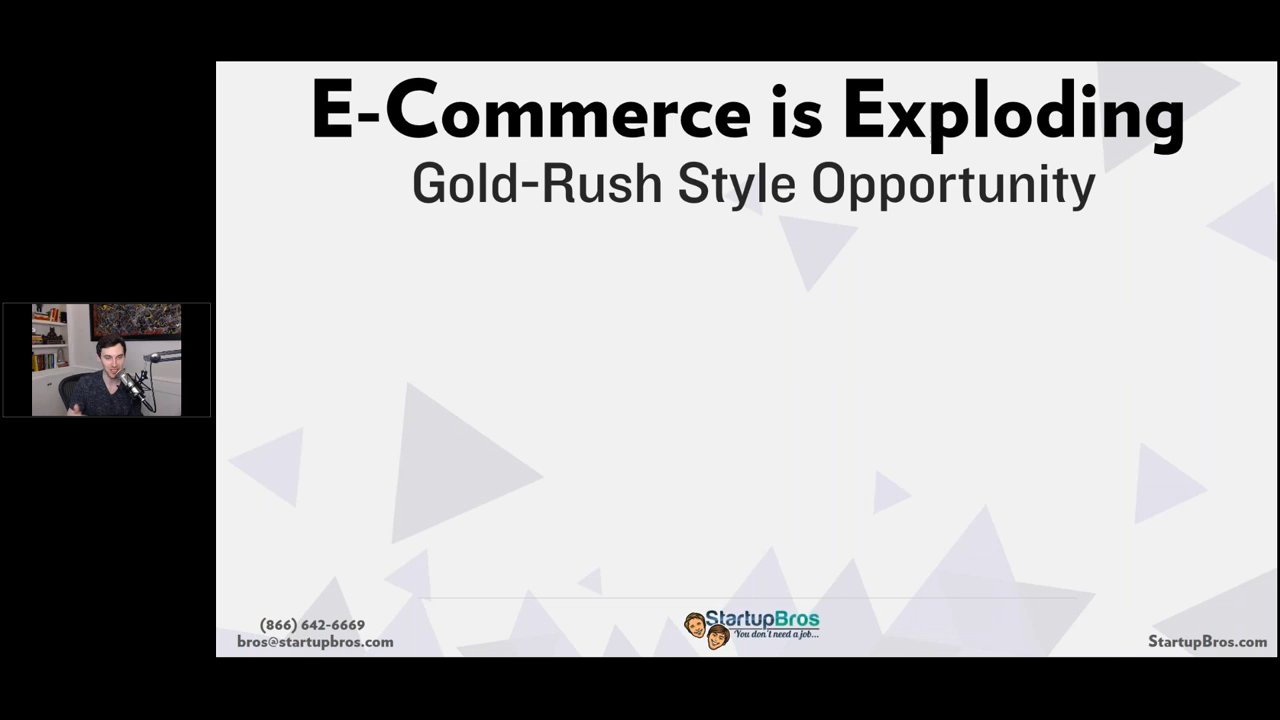 E-Commerce is Exploding
Gold-Rush Style Opportunity
(866) 642-6669
bros@startupbros.com
StartupBros
"You don't need a job...
StartupBros.com